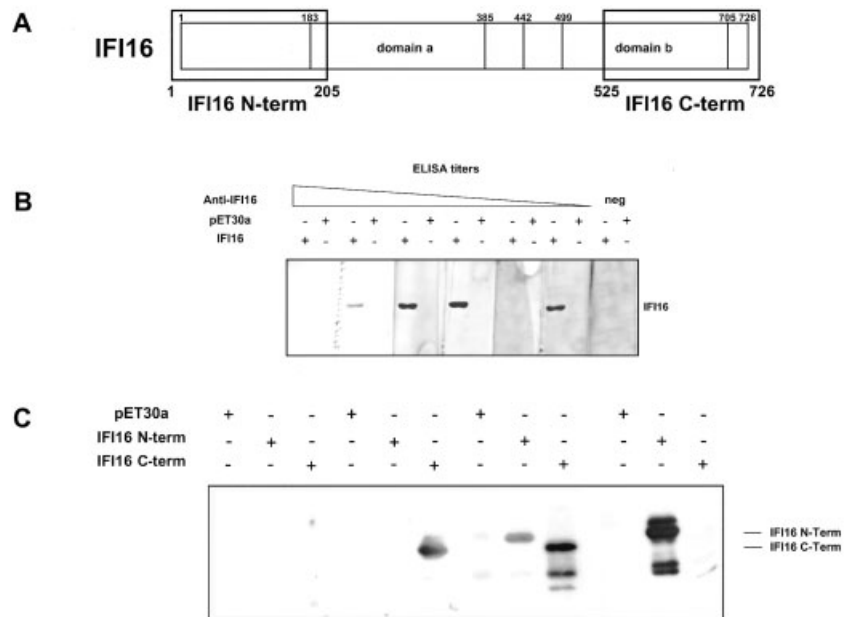 A
1 183 385 442 499 705 726
IFI16
domain a domain b
1 205 525 726
IFI16 N-term IFI16 C-term
ELISA titers
B
Anti-IFI16 neg
pET30a - + - + - + - + - + - + - +
IFI16 + - + - + - + - + - + - + -
IFI16
C
pET30a + - - + - - + - - + - -
IFI16 N-term - + - - + - - + - - + -
IFI16 C-term - - + - - + - - + - - +
IFI16 N-Term
IFI16 C-Term